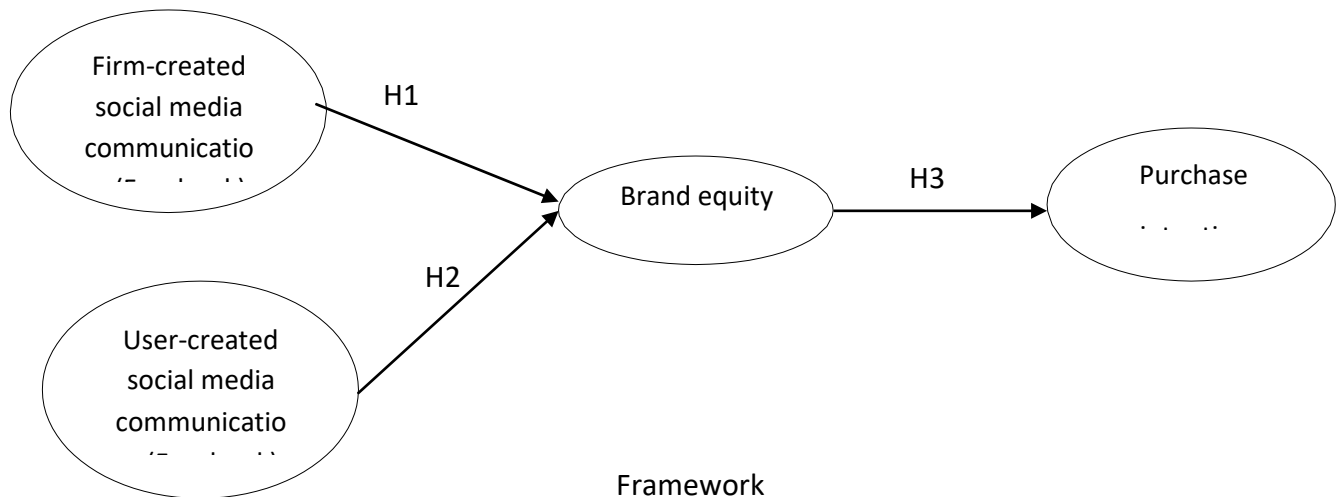 Firm-created
social media
communicatio
H1
Brand equity
H3
Purchase
H2
User-created
social media
communicatio
Framework